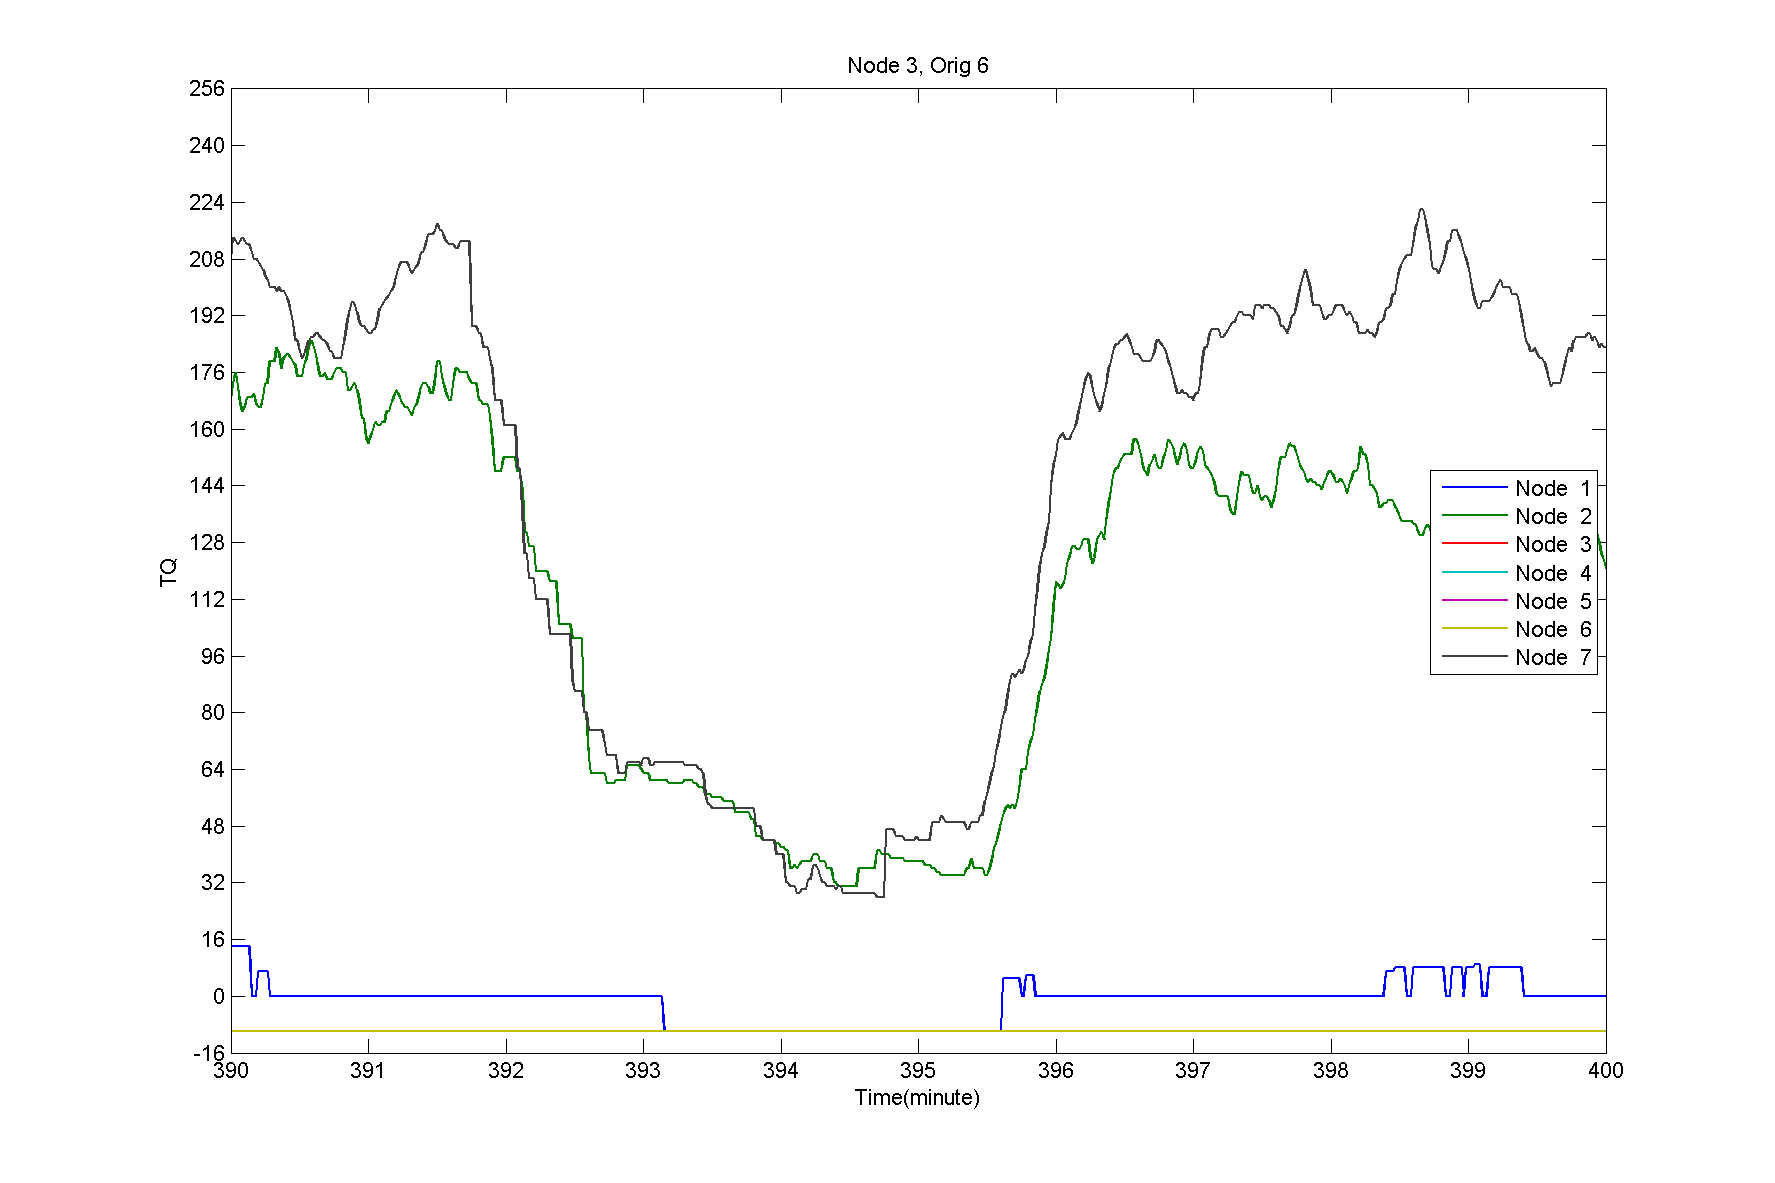 Node 3, Orig 6
256
240
224
208
192
176
160
144
128
112
96
80
64
48
32
16
0
-16
TQ
Node 1
Node 2
Node 3
Node 4
Node 5
Node 6
Node 7
390 391 392 393 394 395 396 397 398 399 400
Time(minute)